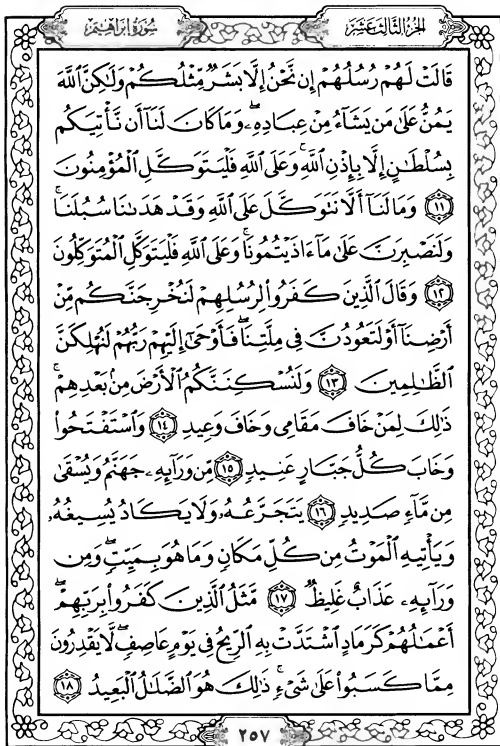 الجزء الثالث عشر
سورة إبراهيم
قَالَتْ لَهُمْ رُسُلُهُمْ إِن نَّحْنُ إِلَّا بَشَرٌ مِّثْلُكُمْ وَلَٰكِنَّ ٱللَّهَ
يَمُنُّ عَلَىٰ مَن يَشَآءُ مِنْ عِبَادِهِۦۖ وَمَا كَانَ لَنَآ أَن نَّأْتِيَكُم
بِسُلْطَٰنٍ إِلَّا بِإِذْنِ ٱللَّهِۚ وَعَلَى ٱللَّهِ فَلْيَتَوَكَّلِ ٱلْمُؤْمِنُونَ
١١ وَمَا لَنَآ أَلَّا نَتَوَكَّلَ عَلَى ٱللَّهِ وَقَدْ هَدَىٰنَا سُبُلَنَاۚ
وَلَنَصْبِرَنَّ عَلَىٰ مَآ ءَاذَيْتُمُونَاۚ وَعَلَى ٱللَّهِ فَلْيَتَوَكَّلِ ٱلْمُتَوَكِّلُونَ
١٢ وَقَالَ ٱلَّذِينَ كَفَرُوا۟ لِرُسُلِهِمْ لَنُخْرِجَنَّكُم مِّنْ
أَرْضِنَآ أَوْ لَتَعُودُنَّ فِى مِلَّتِنَاۖ فَأَوْحَىٰٓ إِلَيْهِمْ رَبُّهُمْ لَنُهْلِكَنَّ
ٱلظَّٰلِمِينَ ١٣ وَلَنُسْكِنَنَّكُمُ ٱلْأَرْضَ مِنۢ بَعْدِهِمْۚ
ذَٰلِكَ لِمَنْ خَافَ مَقَامِى وَخَافَ وَعِيدِ ١٤ وَٱسْتَفْتَحُوا۟
وَخَابَ كُلُّ جَبَّارٍ عَنِيدٍ ١٥ مِّن وَرَآئِهِۦ جَهَنَّمُ وَيُسْقَىٰ
مِن مَّآءٍ صَدِيدٍ ١٦ يَتَجَرَّعُهُۥ وَلَا يَكَادُ يُسِيغُهُۥ
وَيَأْتِيهِ ٱلْمَوْتُ مِن كُلِّ مَكَانٍ وَمَا هُوَ بِمَيِّتٍۖ وَمِن
وَرَآئِهِۦ عَذَابٌ غَلِيظٌ ١٧ مَّثَلُ ٱلَّذِينَ كَفَرُوا۟ بِرَبِّهِمْۖ
أَعْمَٰلُهُمْ كَرَمَادٍ ٱشْتَدَّتْ بِهِ ٱلرِّيحُ فِى يَوْمٍ عَاصِفٍۖ لَّا يَقْدِرُونَ
مِمَّا كَسَبُوا۟ عَلَىٰ شَىْءٍۚ ذَٰلِكَ هُوَ ٱلضَّلَٰلُ ٱلْبَعِيدُ ١٨
٢٥٧